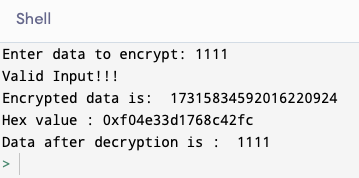 Shell
Enter data to encrypt: 1111
Valid Input!!!
Encrypted data is:  17315834592016220924
Hex value : 0xf04e33d1768c42fc
Data after decryption is :  1111
>